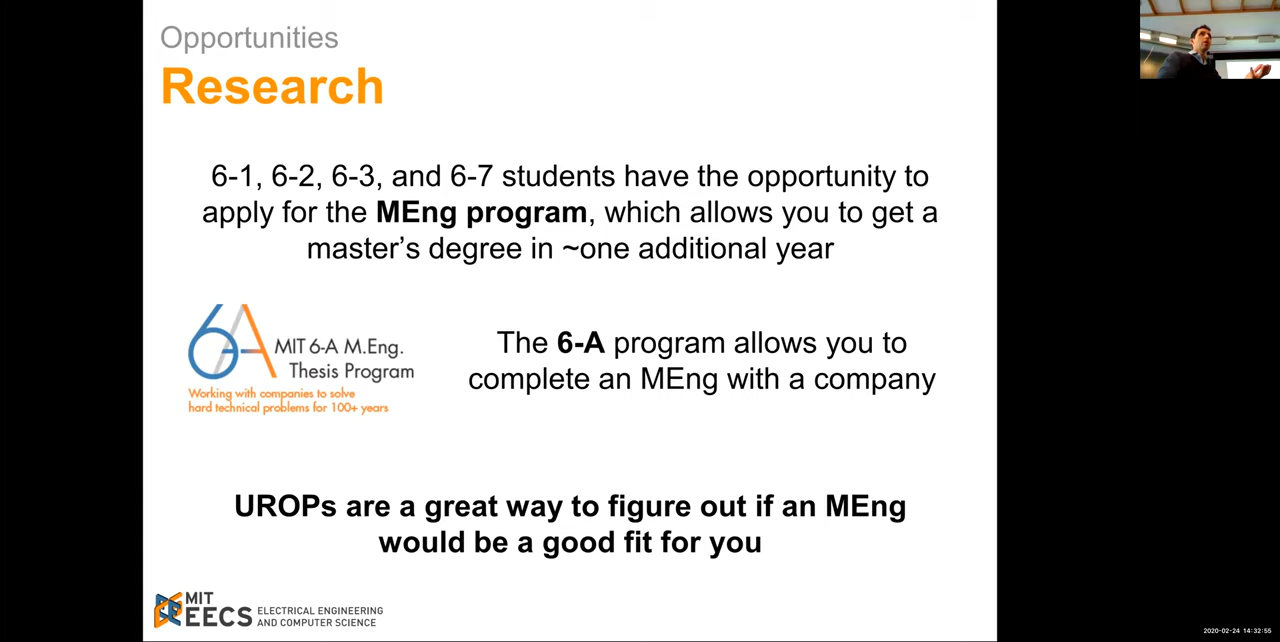 Opportunities
Research
6-1, 6-2, 6-3, and 6-7 students have the opportunity to
apply for the MEng program, which allows you to get a
master's degree in ~one additional year
6-A
MIT 6-A M.Eng.
Thesis Program
Working with companies to solve
hard technical problems for 100+ years
The 6-A program allows you to
complete an MEng with a company
UROPs are a great way to figure out if an MEng
would be a good fit for you
MIT
EECS
ELECTRICAL ENGINEERING
AND COMPUTER SCIENCE
2020-02-24 14:32:55